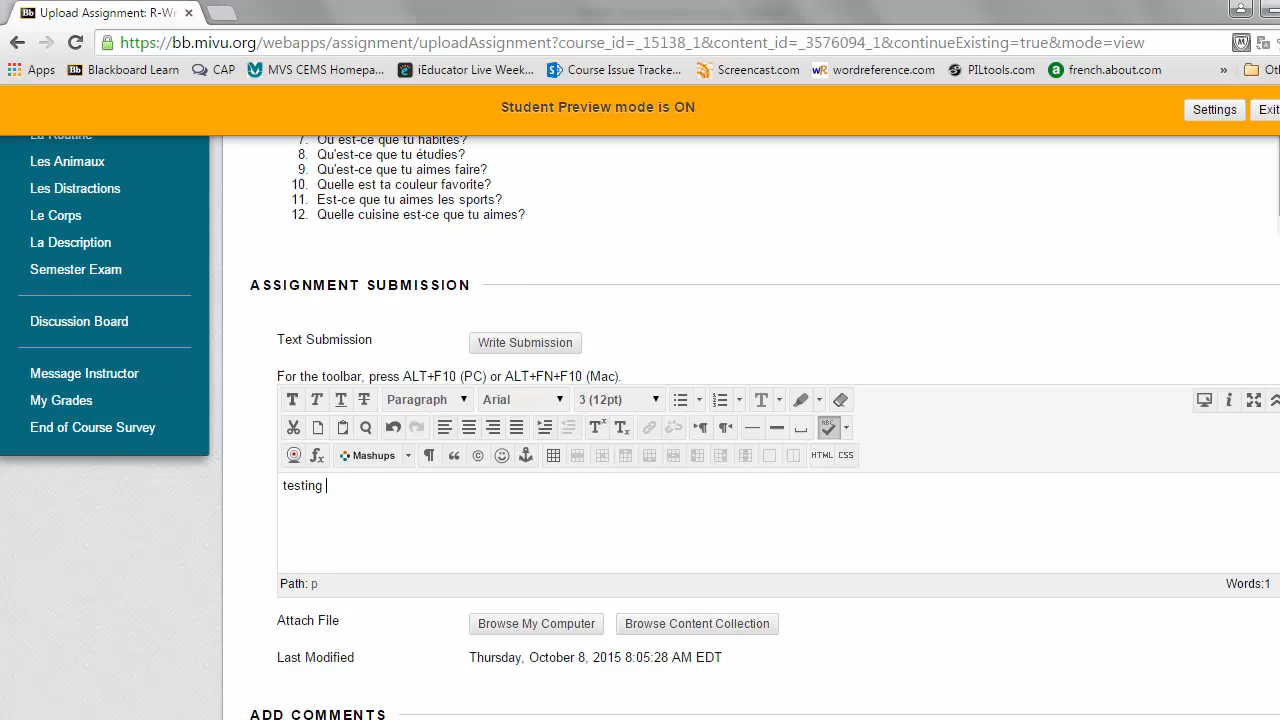 Upload Assignment: R-Wr
https://bb.mivu.org/webapps/assignment/uploadAssignment?course_id=_15138_1&content_id=_3576094_1&continueExisting=true&mode=view
Apps Blackboard Learn CAP MVS CEMS Homepa... iEducator Live Week... Course Issue Tracke... Screencast.com wordreference.com PILtools.com french.about.com » Oth
Student Preview mode is ON
Settings Exit
La Routine
Les Animaux
Les Distractions
Le Corps
La Description
Semester Exam
Discussion Board
Message Instructor
My Grades
End of Course Survey
7. Où est-ce que tu habites?
8. Qu'est-ce que tu étudies?
9. Qu'est-ce que tu aimes faire?
10. Quelle est ta couleur favorite?
11. Est-ce que tu aimes les sports?
12. Quelle cuisine est-ce que tu aimes?
ASSIGNMENT SUBMISSION
Text Submission Write Submission
For the toolbar, press ALT+F10 (PC) or ALT+FN+F10 (Mac).
T T T T Paragraph Arial 3 (12pt) T
ABC
Mashups HTML CSS
testing
Path: p Words:1
Attach File Browse My Computer Browse Content Collection
Last Modified Thursday, October 8, 2015 8:05:28 AM EDT
ADD COMMENTS